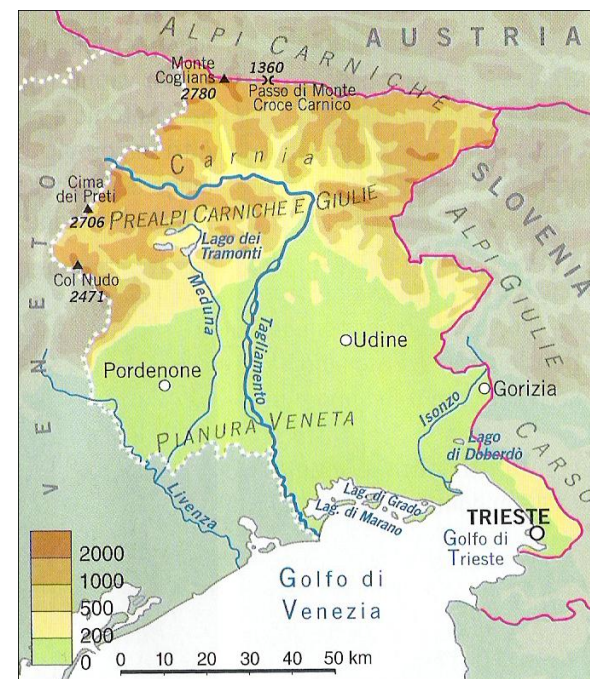 ALPI CARNICHE
AUSTRIA
Monte
Coglians
2780
1360
Passo di Monte
Croce Carnico
Carnia
Cima
dei Preti
2706
PREALPI CARNICHE E GIULIE
SLOVENIA
ALPI GIULIE
Lago dei
Tramonti
Col Nudo
2471
VENETO
Meduna
Tagliamento
Udine
Pordenone
Gorizia
Isonzo
PIANURA VENETA
Lago
di Doberdò
CARSO
Livenza
Lag. di Grado
Lag. di Marano
TRIESTE
Golfo di
Trieste
Golfo di
Venezia
2000
1000
500
200
0
0 10 20 30 40 50 km